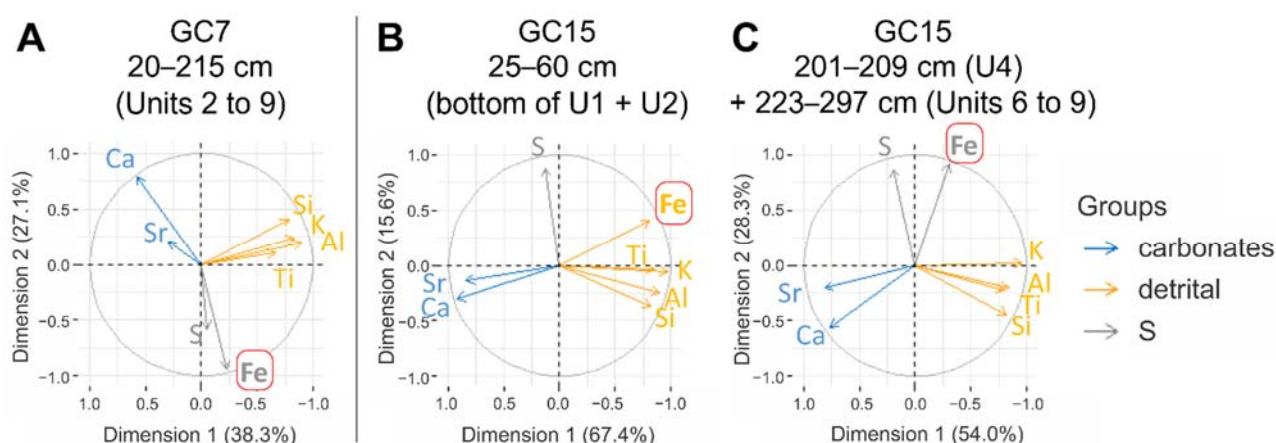 A
GC7
20–215 cm
(Units 2 to 9)
Dimension 2 (27.1%)
1.0
0.5
0.0
−0.5
−1.0
Ca
Sr
Si
K
Al
Ti
S
Fe
1.0 0.5 0.0 −0.5 −1.0
Dimension 1 (38.3%)
B
GC15
25–60 cm
(bottom of U1 + U2)
Dimension 2 (15.6%)
1.0
0.5
0.0
−0.5
−1.0
S
Fe
Ti
K
Al
Si
Sr
Ca
1.0 0.5 0.0 −0.5 −1.0
Dimension 1 (67.4%)
C
GC15
201–209 cm (U4)
+ 223–297 cm (Units 6 to 9)
Dimension 2 (28.3%)
1.0
0.5
0.0
−0.5
−1.0
S
Fe
K
Al
Ti
Si
Sr
Ca
1.0 0.5 0.0 −0.5 −1.0
Dimension 1 (54.0%)
Groups
carbonates
detrital
S